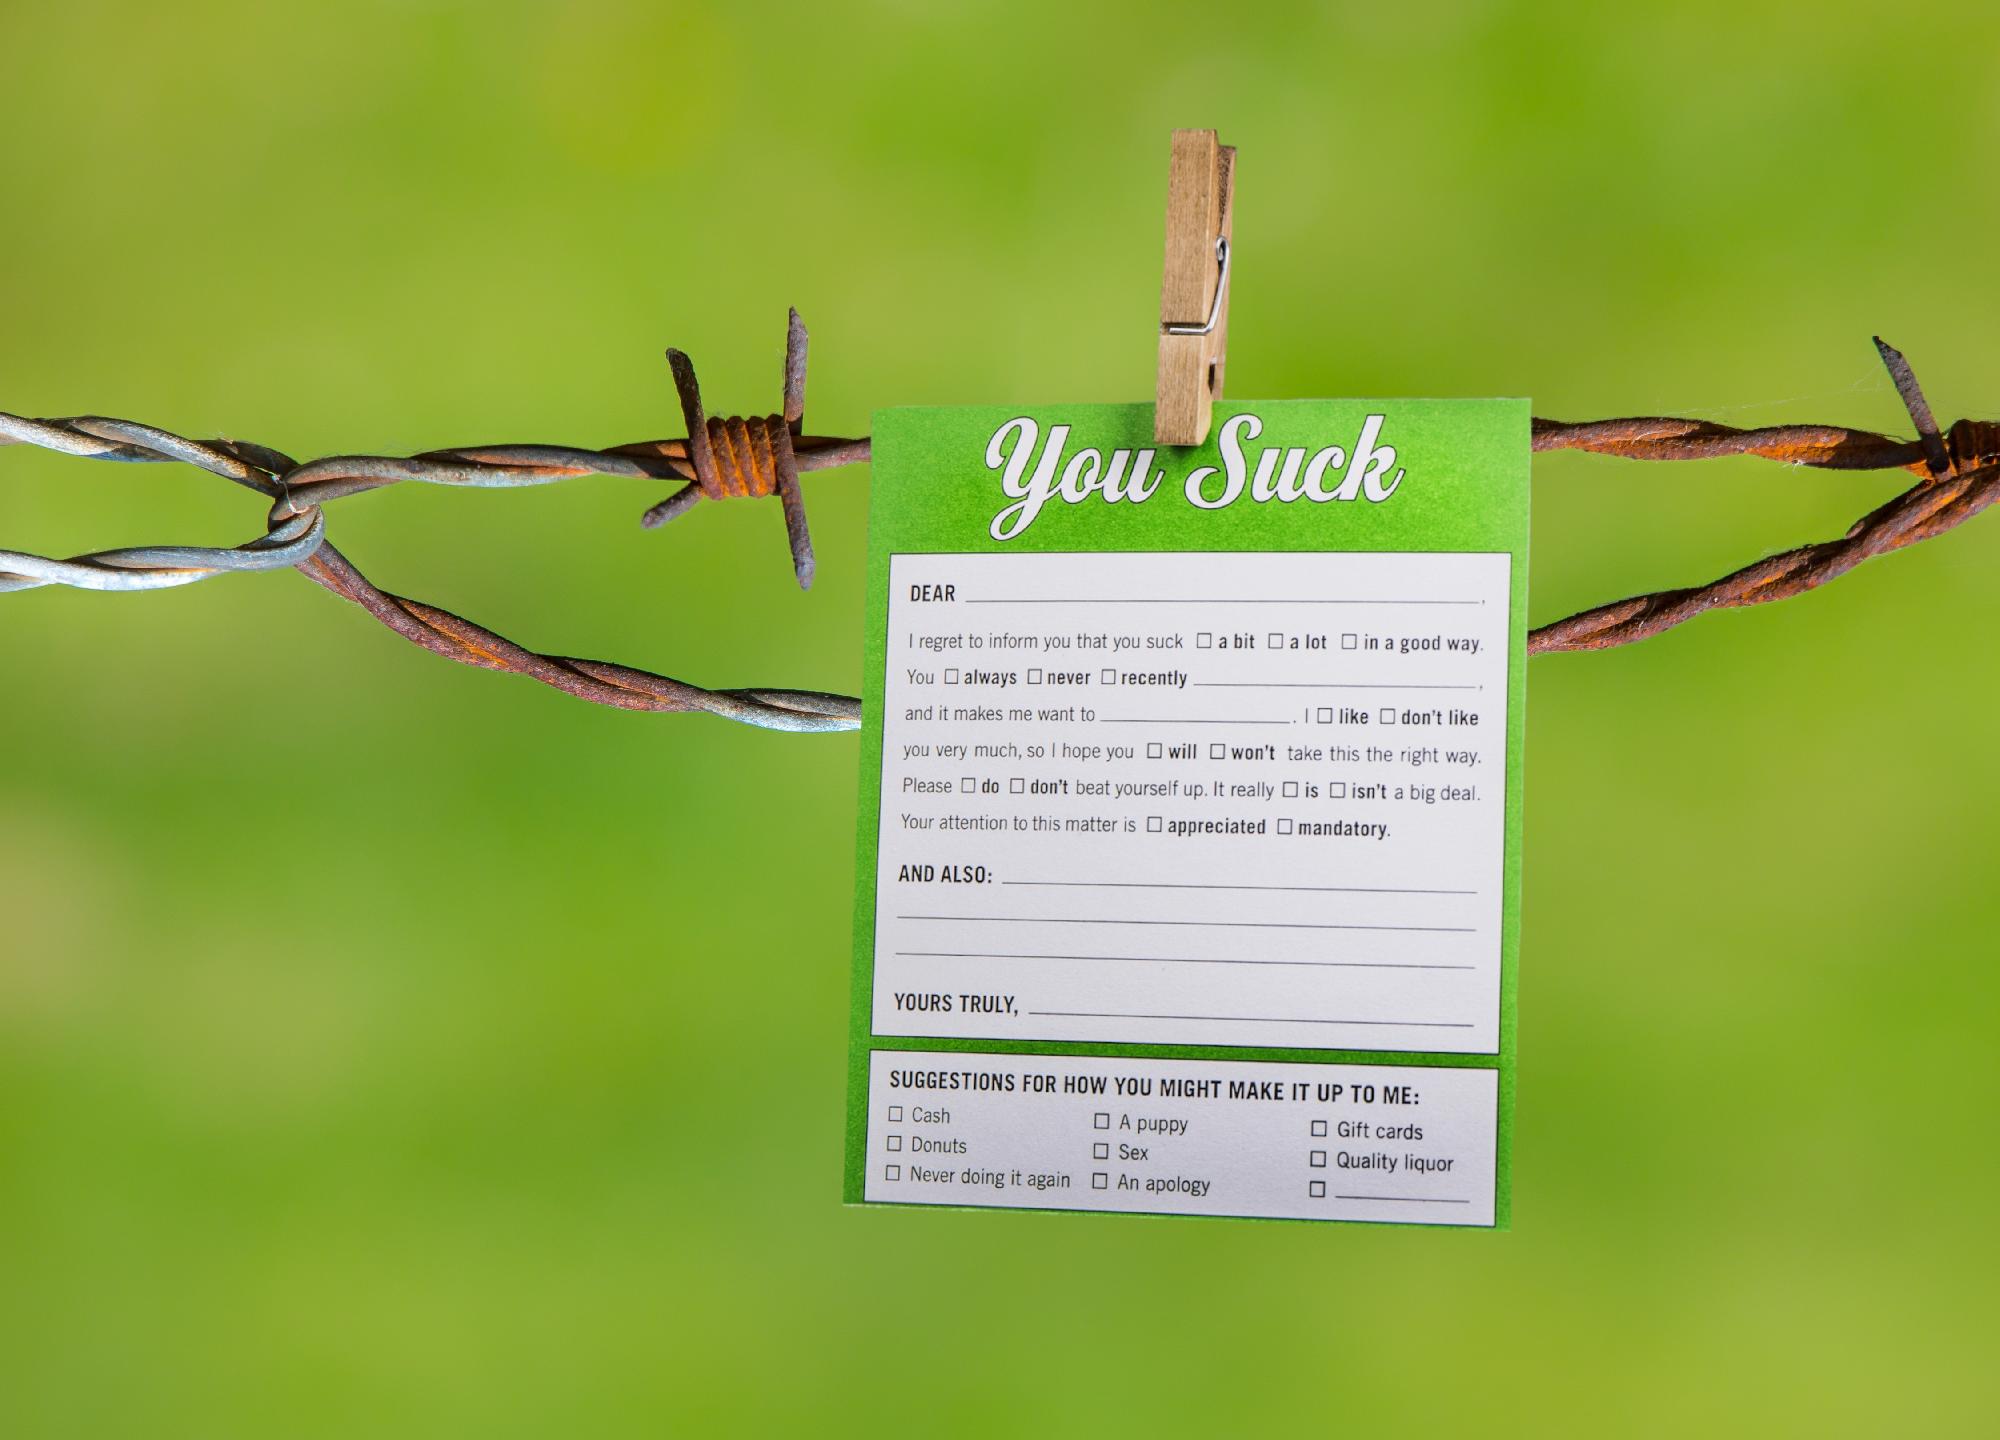 You Suck
DEAR ,
I regret to inform you that you suck ☐ a bit ☐ a lot ☐ in a good way.
You ☐ always ☐ never ☐ recently ,
and it makes me want to . I ☐ like ☐ don't like
you very much, so I hope you ☐ will ☐ won't take this the right way.
Please ☐ do ☐ don't beat yourself up. It really ☐ is ☐ isn't a big deal.
Your attention to this matter is ☐ appreciated ☐ mandatory.
AND ALSO:
YOURS TRULY,
SUGGESTIONS FOR HOW YOU MIGHT MAKE IT UP TO ME:
☐ Cash ☐ A puppy ☐ Gift cards
☐ Donuts ☐ Sex ☐ Quality liquor
☐ Never doing it again ☐ An apology ☐